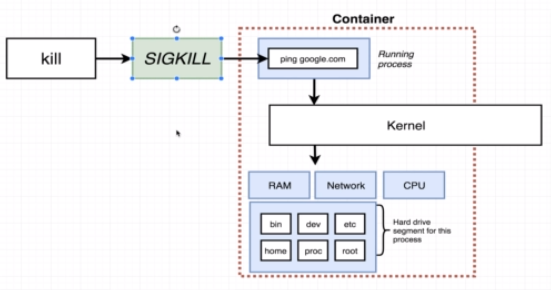 Container
kill
SIGKILL
ping google.com
Running
process
Kernel
RAM
Network
CPU
bin
dev
etc
home
proc
root
Hard drive
segment for this
process